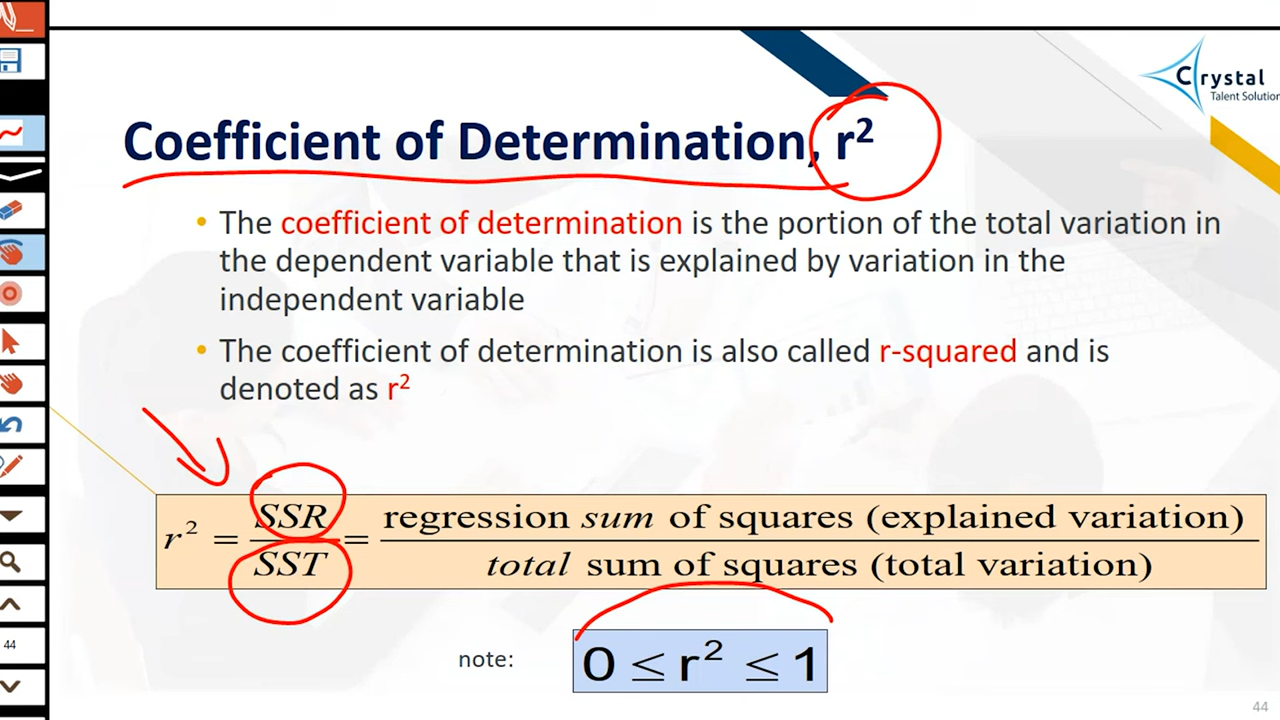 Crystal
Talent Solution
Coefficient of Determination, r²
• The coefficient of determination is the portion of the total variation in
the dependent variable that is explained by variation in the
independent variable
• The coefficient of determination is also called r-squared and is
denoted as r²
r² = SSR / SST = regression sum of squares (explained variation) / total sum of squares (total variation)
note: 0 ≤ r² ≤ 1
44
44